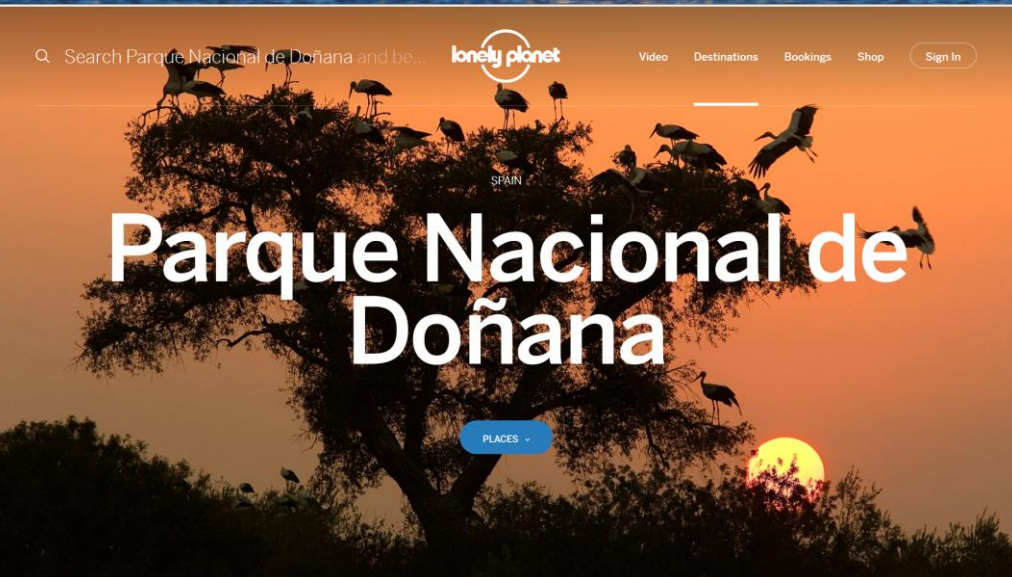 Search Parque Nacional de Doñana and be...
lonely planet
Video
Destinations
Bookings
Shop
Sign In
SPAIN
Parque Nacional de
Doñana
PLACES